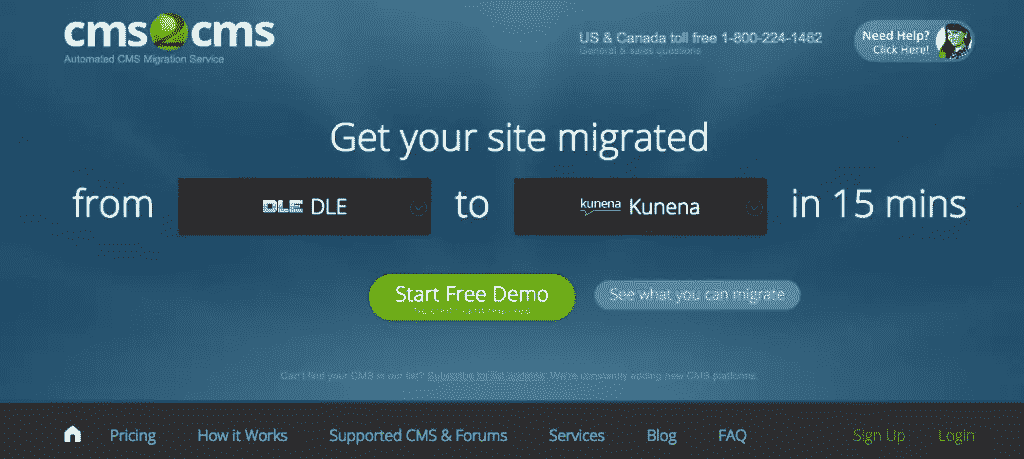 cms2cms
Automated CMS Migration Service
US & Canada toll free 1-800-224-1462
General & sales questions
Need Help?
Click Here!
Get your site migrated
from DLE DLE to kunena Kunena in 15 mins
Start Free Demo
See what you can migrate
Can't find your CMS in our list? Subscribe for list updates. We're constantly adding new CMS platforms.
Pricing How it Works Supported CMS & Forums Services Blog FAQ Sign Up Login